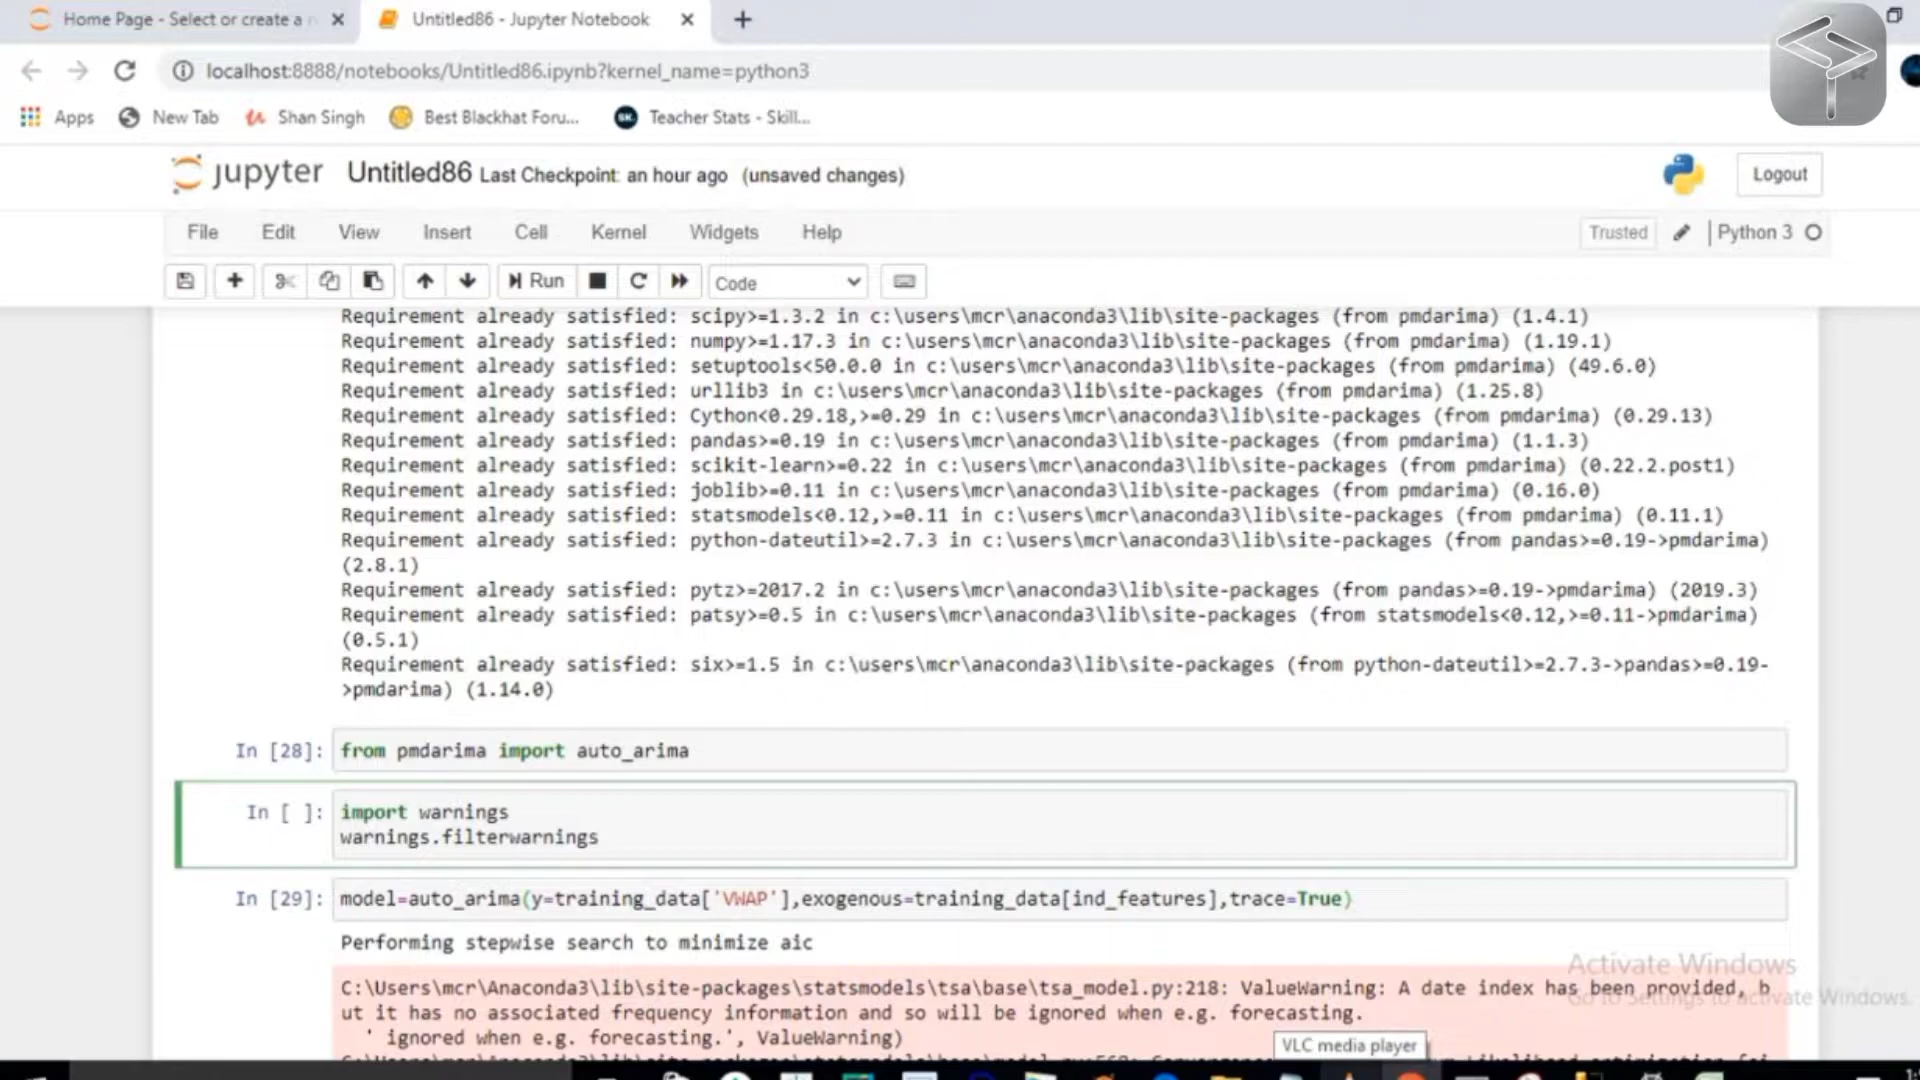 Home Page - Select or create a n
Untitled86 - Jupyter Notebook
localhost:8888/notebooks/Untitled86.ipynb?kernel_name=python3
Apps New Tab Shan Singh Best Blackhat Foru... Teacher Stats - Skill...
jupyter Untitled86 Last Checkpoint: an hour ago (unsaved changes) Logout
File Edit View Insert Cell Kernel Widgets Help Trusted Python 3
Run Code
Requirement already satisfied: scipy>=1.3.2 in c:\users\mcr\anaconda3\lib\site-packages (from pmdarima) (1.4.1)
Requirement already satisfied: numpy>=1.17.3 in c:\users\mcr\anaconda3\lib\site-packages (from pmdarima) (1.19.1)
Requirement already satisfied: setuptools<50.0.0 in c:\users\mcr\anaconda3\lib\site-packages (from pmdarima) (49.6.0)
Requirement already satisfied: urllib3 in c:\users\mcr\anaconda3\lib\site-packages (from pmdarima) (1.25.8)
Requirement already satisfied: Cython<0.29.18,>=0.29 in c:\users\mcr\anaconda3\lib\site-packages (from pmdarima) (0.29.13)
Requirement already satisfied: pandas>=0.19 in c:\users\mcr\anaconda3\lib\site-packages (from pmdarima) (1.1.3)
Requirement already satisfied: scikit-learn>=0.22 in c:\users\mcr\anaconda3\lib\site-packages (from pmdarima) (0.22.2.post1)
Requirement already satisfied: joblib>=0.11 in c:\users\mcr\anaconda3\lib\site-packages (from pmdarima) (0.16.0)
Requirement already satisfied: statsmodels<0.12,>=0.11 in c:\users\mcr\anaconda3\lib\site-packages (from pmdarima) (0.11.1)
Requirement already satisfied: python-dateutil>=2.7.3 in c:\users\mcr\anaconda3\lib\site-packages (from pandas>=0.19->pmdarima)
(2.8.1)
Requirement already satisfied: pytz>=2017.2 in c:\users\mcr\anaconda3\lib\site-packages (from pandas>=0.19->pmdarima) (2019.3)
Requirement already satisfied: patsy>=0.5 in c:\users\mcr\anaconda3\lib\site-packages (from statsmodels<0.12,>=0.11->pmdarima)
(0.5.1)
Requirement already satisfied: six>=1.5 in c:\users\mcr\anaconda3\lib\site-packages (from python-dateutil>=2.7.3->pandas>=0.19-
>pmdarima) (1.14.0)
In [28]: from pmdarima import auto_arima
In [ ]: import warnings
warnings.filterwarnings
In [29]: model=auto_arima(y=training_data['VWAP'],exogenous=training_data[ind_features],trace=True)
Performing stepwise search to minimize aic
Activate Windows
C:\Users\mcr\Anaconda3\lib\site-packages\statsmodels\tsa\base\tsa_model.py:218: ValueWarning: A date index has been provided, b
Go to Settings to activate Windows.
ut it has no associated frequency information and so will be ignored when e.g. forecasting.
' ignored when e.g. forecasting.', ValueWarning)
VLC media player